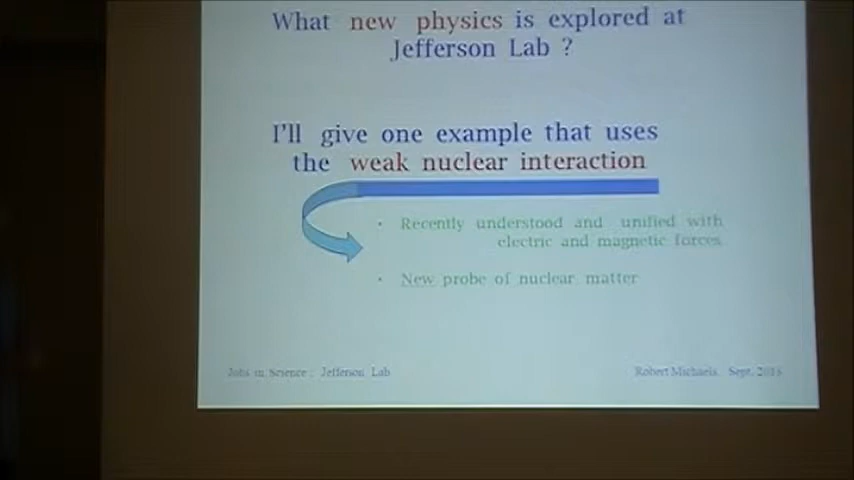 What new physics is explored at
Jefferson Lab ?
I'll give one example that uses
the weak nuclear interaction
• Recently understood and unified with
electric and magnetic forces
• New probe of nuclear matter
Jobs in Science : Jefferson Lab
Robert Michaels Sept.